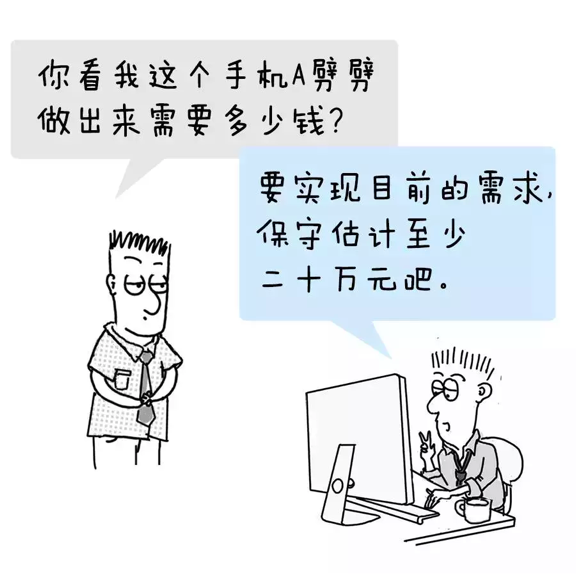 你看我这个手机A劈劈
做出来需要多少钱?
要实现目前的需求,
保守估计至少
二十万元吧。